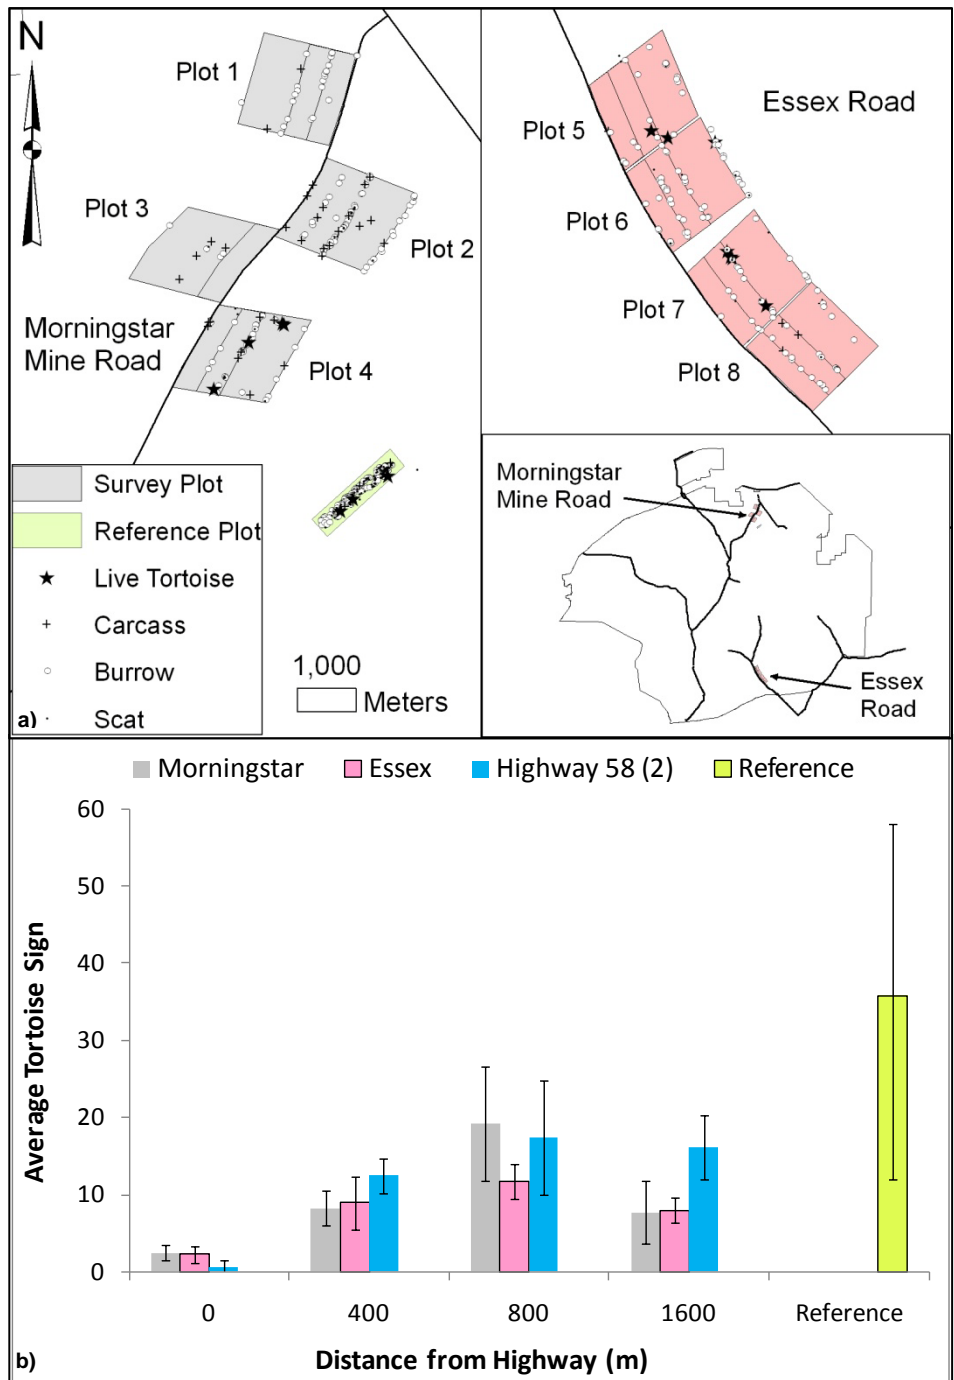 N
Plot 1
Plot 3
Plot 2
Morningstar
Mine Road
Plot 4
Essex Road
Plot 5
Plot 6
Plot 7
Plot 8
Survey Plot
Reference Plot
Live Tortoise
Carcass
Burrow
Scat
1,000
Meters
a)
Morningstar
Mine Road
Essex
Road
Morningstar
Essex
Highway 58 (2)
Reference
60
50
40
30
20
10
0
Average Tortoise Sign
0
400
800
1600
Reference
Distance from Highway (m)
b)